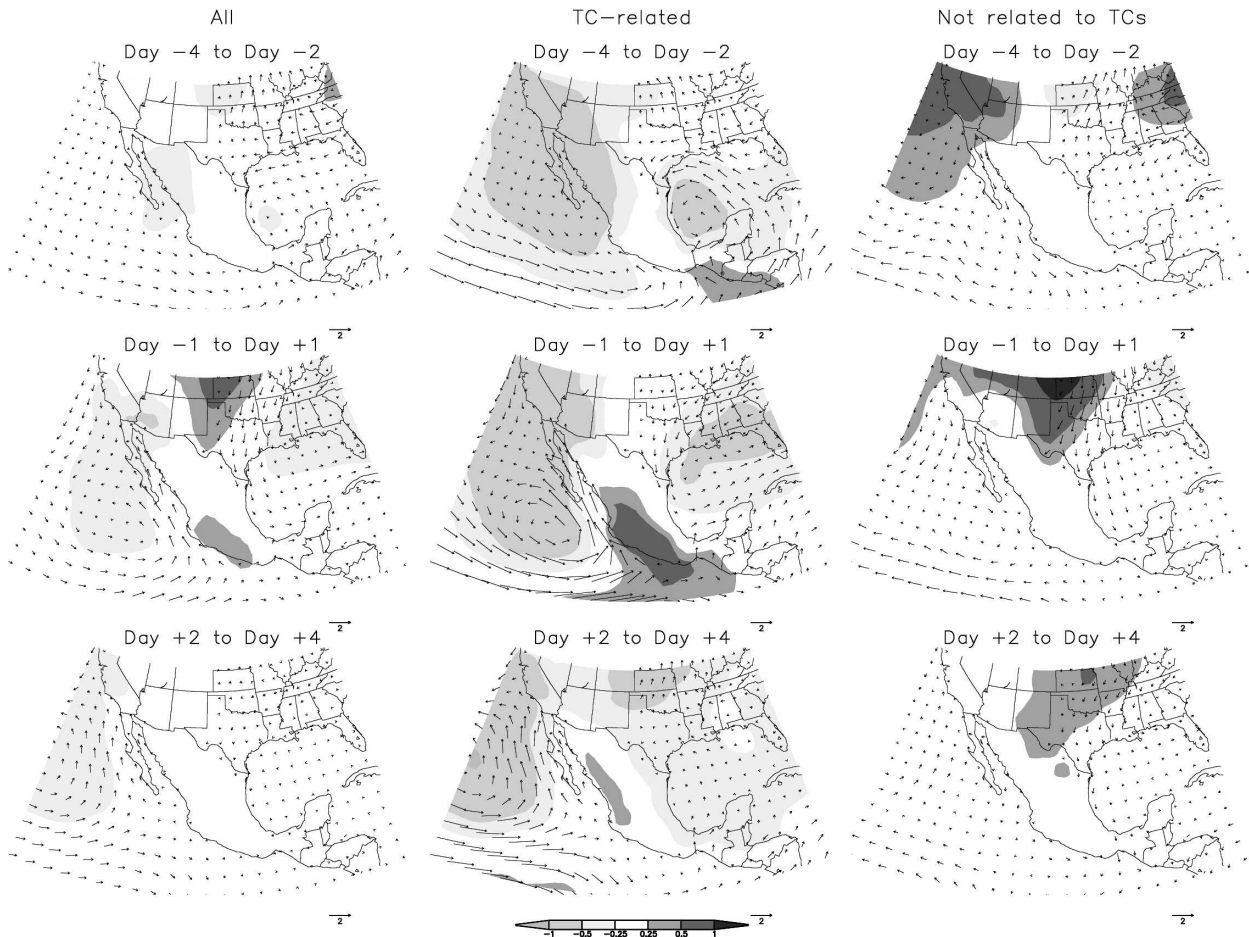 All
TC-related
Not related to TCs
Day -4 to Day -2
Day -4 to Day -2
Day -4 to Day -2
2
2
2
Day -1 to Day +1
Day -1 to Day +1
Day -1 to Day +1
2
2
2
Day +2 to Day +4
Day +2 to Day +4
Day +2 to Day +4
2
2
2
-1 -0.5 -0.25 0.25 0.5 1